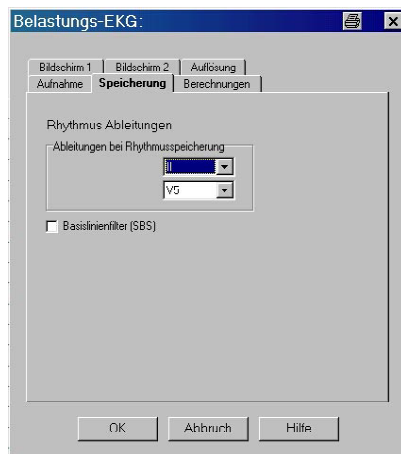 Belastungs-EKG:
Bildschirm 1 Bildschirm 2 Auflösung
Aufnahme Speicherung Berechnungen
Rhythmus Ableitungen
Ableitungen bei Rhythmusspeicherung
II
V5
Basislinienfilter (SBS)
OK Abbruch Hilfe